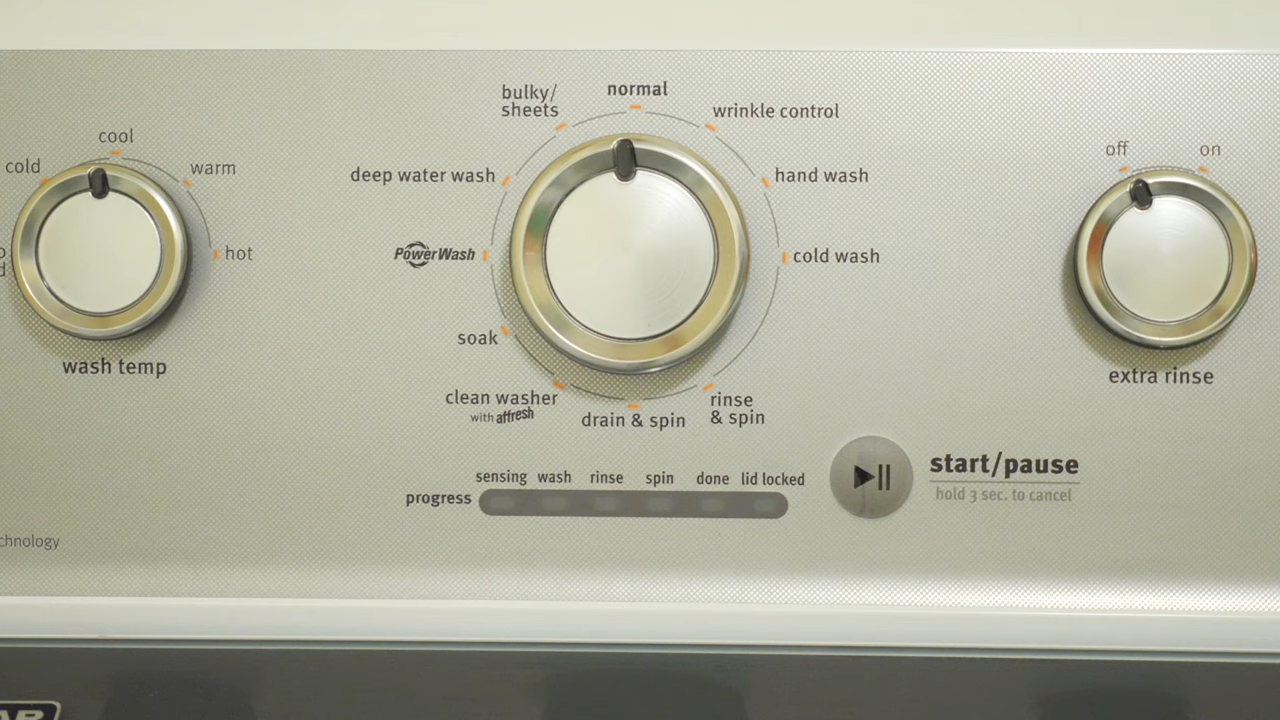 cold
cool
warm
hot
wash temp
bulky/
sheets
normal
wrinkle control
deep water wash
hand wash
PowerWash
cold wash
soak
clean washer
with affresh
drain & spin
rinse
& spin
off
on
extra rinse
sensing wash rinse spin done lid locked
progress
start/pause
hold 3 sec. to cancel